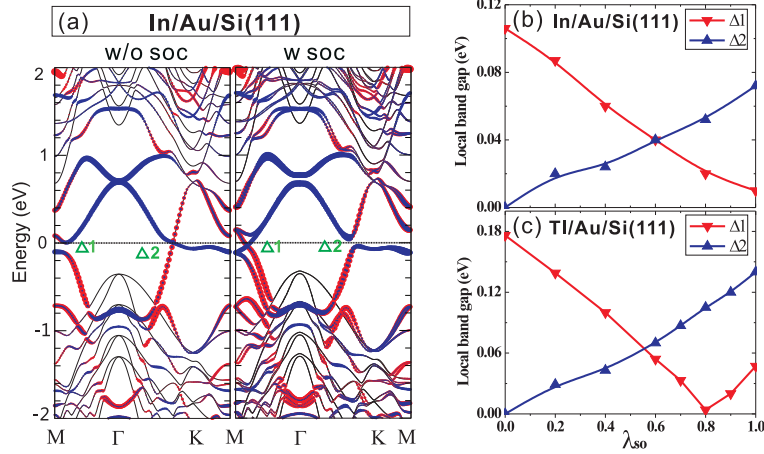 (a)
In/Au/Si(111)
w/o soc
w soc
Energy (eV)
2
1
0
-1
-2
Δ1
Δ2
Δ1
Δ2
M
Γ
K
M
Γ
K
M
(b)
In/Au/Si(111)
Δ1
Δ2
Local band gap (eV)
0.12
0.08
0.04
0.00
(c)
Tl/Au/Si(111)
Δ1
Δ2
Local band gap (eV)
0.18
0.12
0.06
0.00
0.0 0.2 0.4 0.6 0.8 1.0
λso